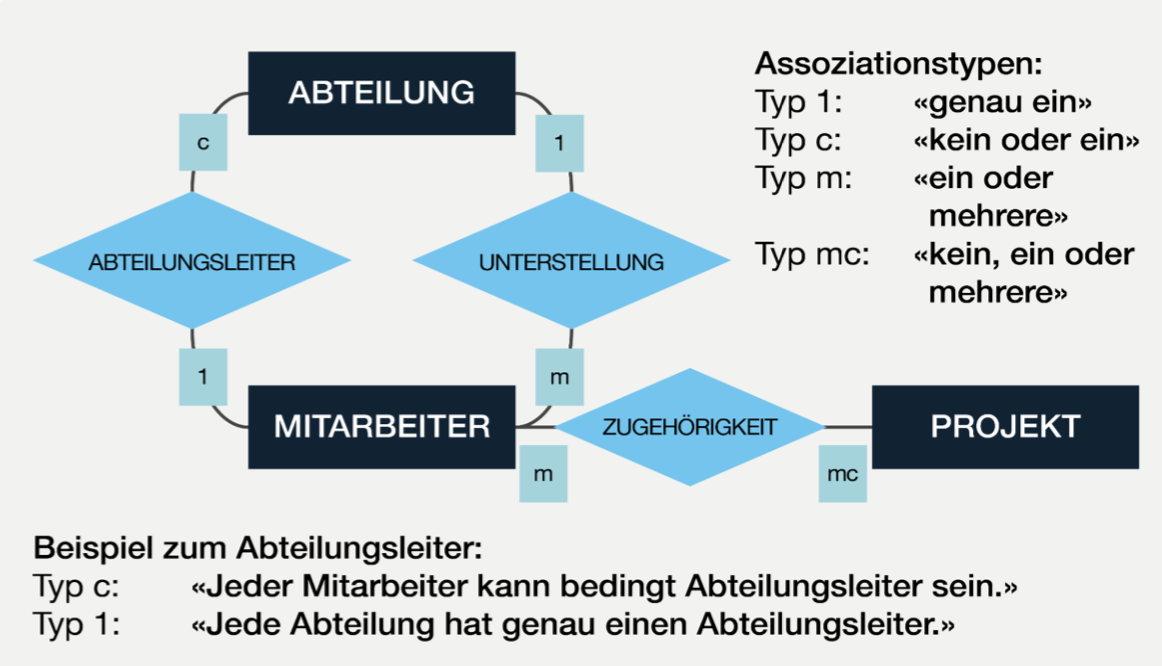 ABTEILUNG
c
1
ABTEILUNGSLEITER
UNTERSTELLUNG
1
m
MITARBEITER
ZUGEHÖRIGKEIT
PROJEKT
m
mc
Assoziationstypen:
Typ 1: «genau ein»
Typ c: «kein oder ein»
Typ m: «ein oder
mehrere»
Typ mc: «kein, ein oder
mehrere»
Beispiel zum Abteilungsleiter:
Typ c: «Jeder Mitarbeiter kann bedingt Abteilungsleiter sein.»
Typ 1: «Jede Abteilung hat genau einen Abteilungsleiter.»